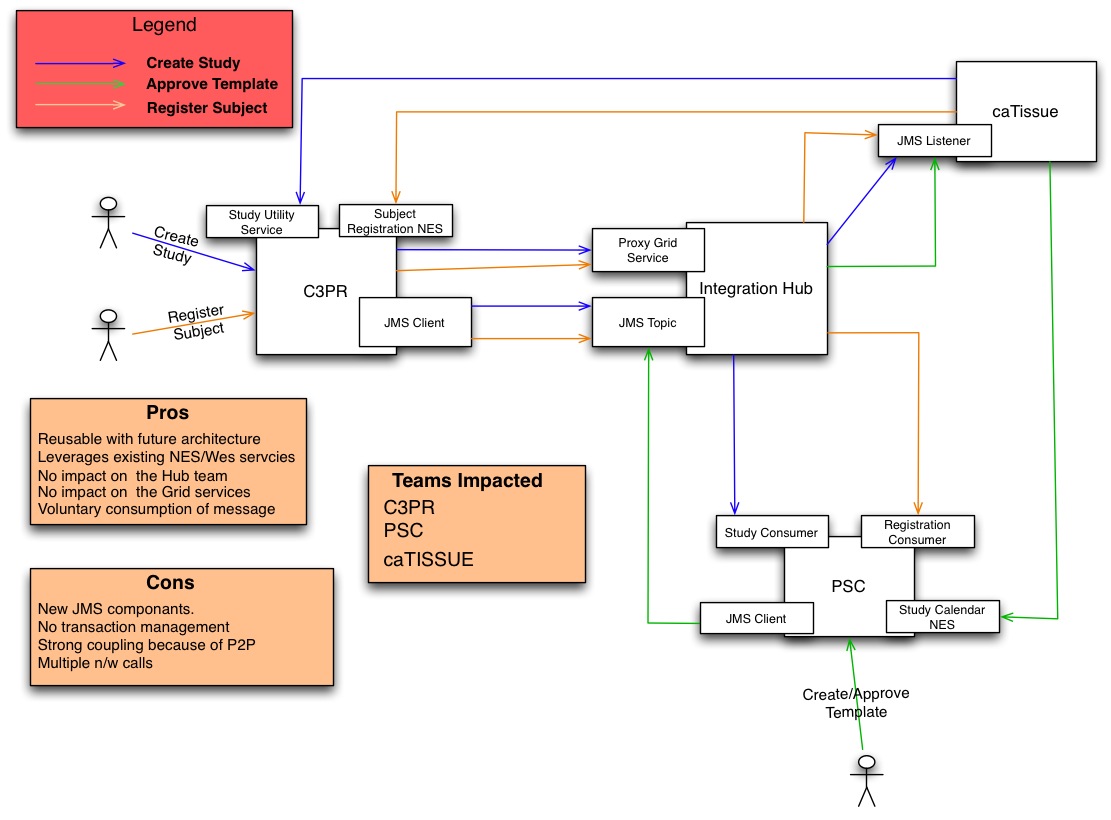 Legend
Create Study
Approve Template
Register Subject
caTissue
JMS Listener
Study Utility
Service
Subject
Registration NES
Create
Study
C3PR
Register
Subject
JMS Client
Proxy Grid
Service
Integration Hub
JMS Topic
Pros
Reusable with future architecture
Leverages existing NES/Wes servcies
No impact on  the Hub team
No impact on  the Grid services
Voluntary consumption of message
Teams Impacted
C3PR
PSC
caTISSUE
Cons
New JMS componants.
No transaction management
Strong coupling because of P2P
Multiple n/w calls
Study Consumer
Registration
Consumer
PSC
JMS Client
Study Calendar
NES
Create/Approve
Template